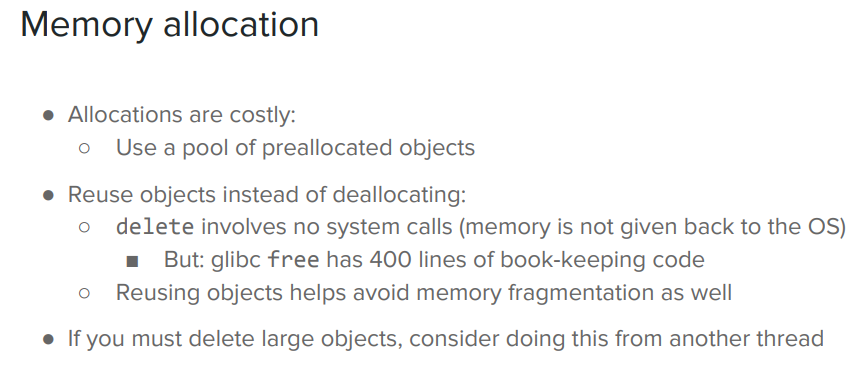 Memory allocation
● Allocations are costly:
○ Use a pool of preallocated objects
● Reuse objects instead of deallocating:
○ delete involves no system calls (memory is not given back to the OS)
■ But: glibc free has 400 lines of book-keeping code
○ Reusing objects helps avoid memory fragmentation as well
● If you must delete large objects, consider doing this from another thread